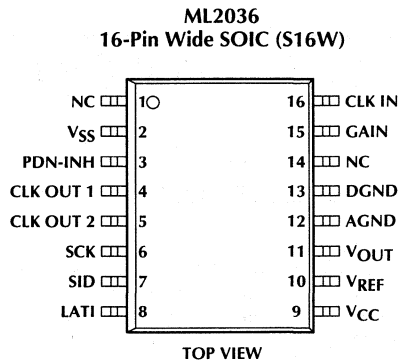 ML2036
16-Pin Wide SOIC (S16W)
NC 1 16 CLK IN
VSS 2 15 GAIN
PDN-INH 3 14 NC
CLK OUT 1 4 13 DGND
CLK OUT 2 5 12 AGND
SCK 6 11 VOUT
SID 7 10 VREF
LATI 8 9 VCC
TOP VIEW